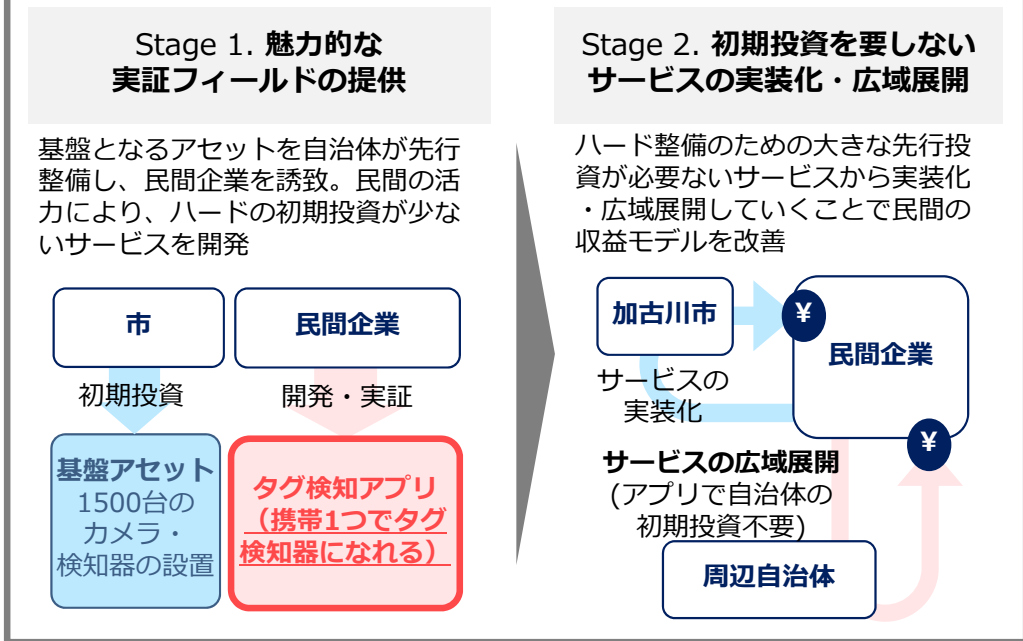 Stage 1. 魅力的な
実証フィールドの提供
基盤となるアセットを自治体が先行
整備し、民間企業を誘致。民間の活
力により、ハードの初期投資が少な
いサービスを開発
市
民間企業
初期投資
開発・実証
基盤アセット
1500台の
カメラ・
検知器の設置
タグ検知アプリ
（携帯1つでタグ
検知器になれる）
Stage 2. 初期投資を要しない
サービスの実装化・広域展開
ハード整備のための大きな先行投
資が必要ないサービスから実装化
・広域展開していくことで民間の
収益モデルを改善
加古川市
¥
民間企業
サービスの
実装化
¥
サービスの広域展開
(アプリで自治体の
初期投資不要)
周辺自治体